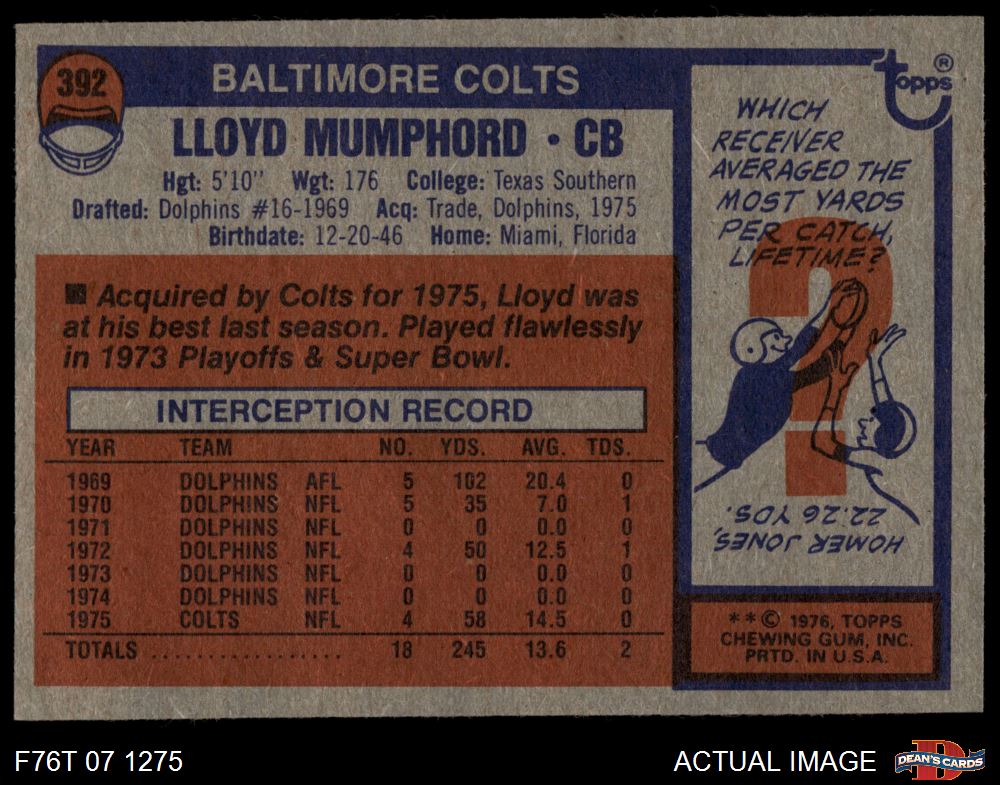 392
BALTIMORE COLTS
LLOYD MUMPHORD • CB
Hgt: 5'10" Wgt: 176 College: Texas Southern
Drafted: Dolphins #16-1969 Acq: Trade, Dolphins, 1975
Birthdate: 12-20-46 Home: Miami, Florida
■ Acquired by Colts for 1975, Lloyd was
at his best last season. Played flawlessly
in 1973 Playoffs & Super Bowl.
INTERCEPTION RECORD
YEAR TEAM NO. YDS. AVG. TDS.
1969 DOLPHINS AFL 5 102 20.4 0
1970 DOLPHINS NFL 5 35 7.0 1
1971 DOLPHINS NFL 0 0 0.0 0
1972 DOLPHINS NFL 4 50 12.5 1
1973 DOLPHINS NFL 0 0 0.0 0
1974 DOLPHINS NFL 0 0 0.0 0
1975 COLTS NFL 4 58 14.5 0
TOTALS .................. 18 245 13.6 2
topps ®
WHICH
RECEIVER
AVERAGED THE
MOST YARDS
PER CATCH,
LIFETIME?
?
HOMER JONES,
22.26 YDS.
**© 1976, TOPPS
CHEWING GUM, INC.
PRTD. IN U.S.A.
F76T 07 1275
ACTUAL IMAGE
D
DEAN'S CARDS